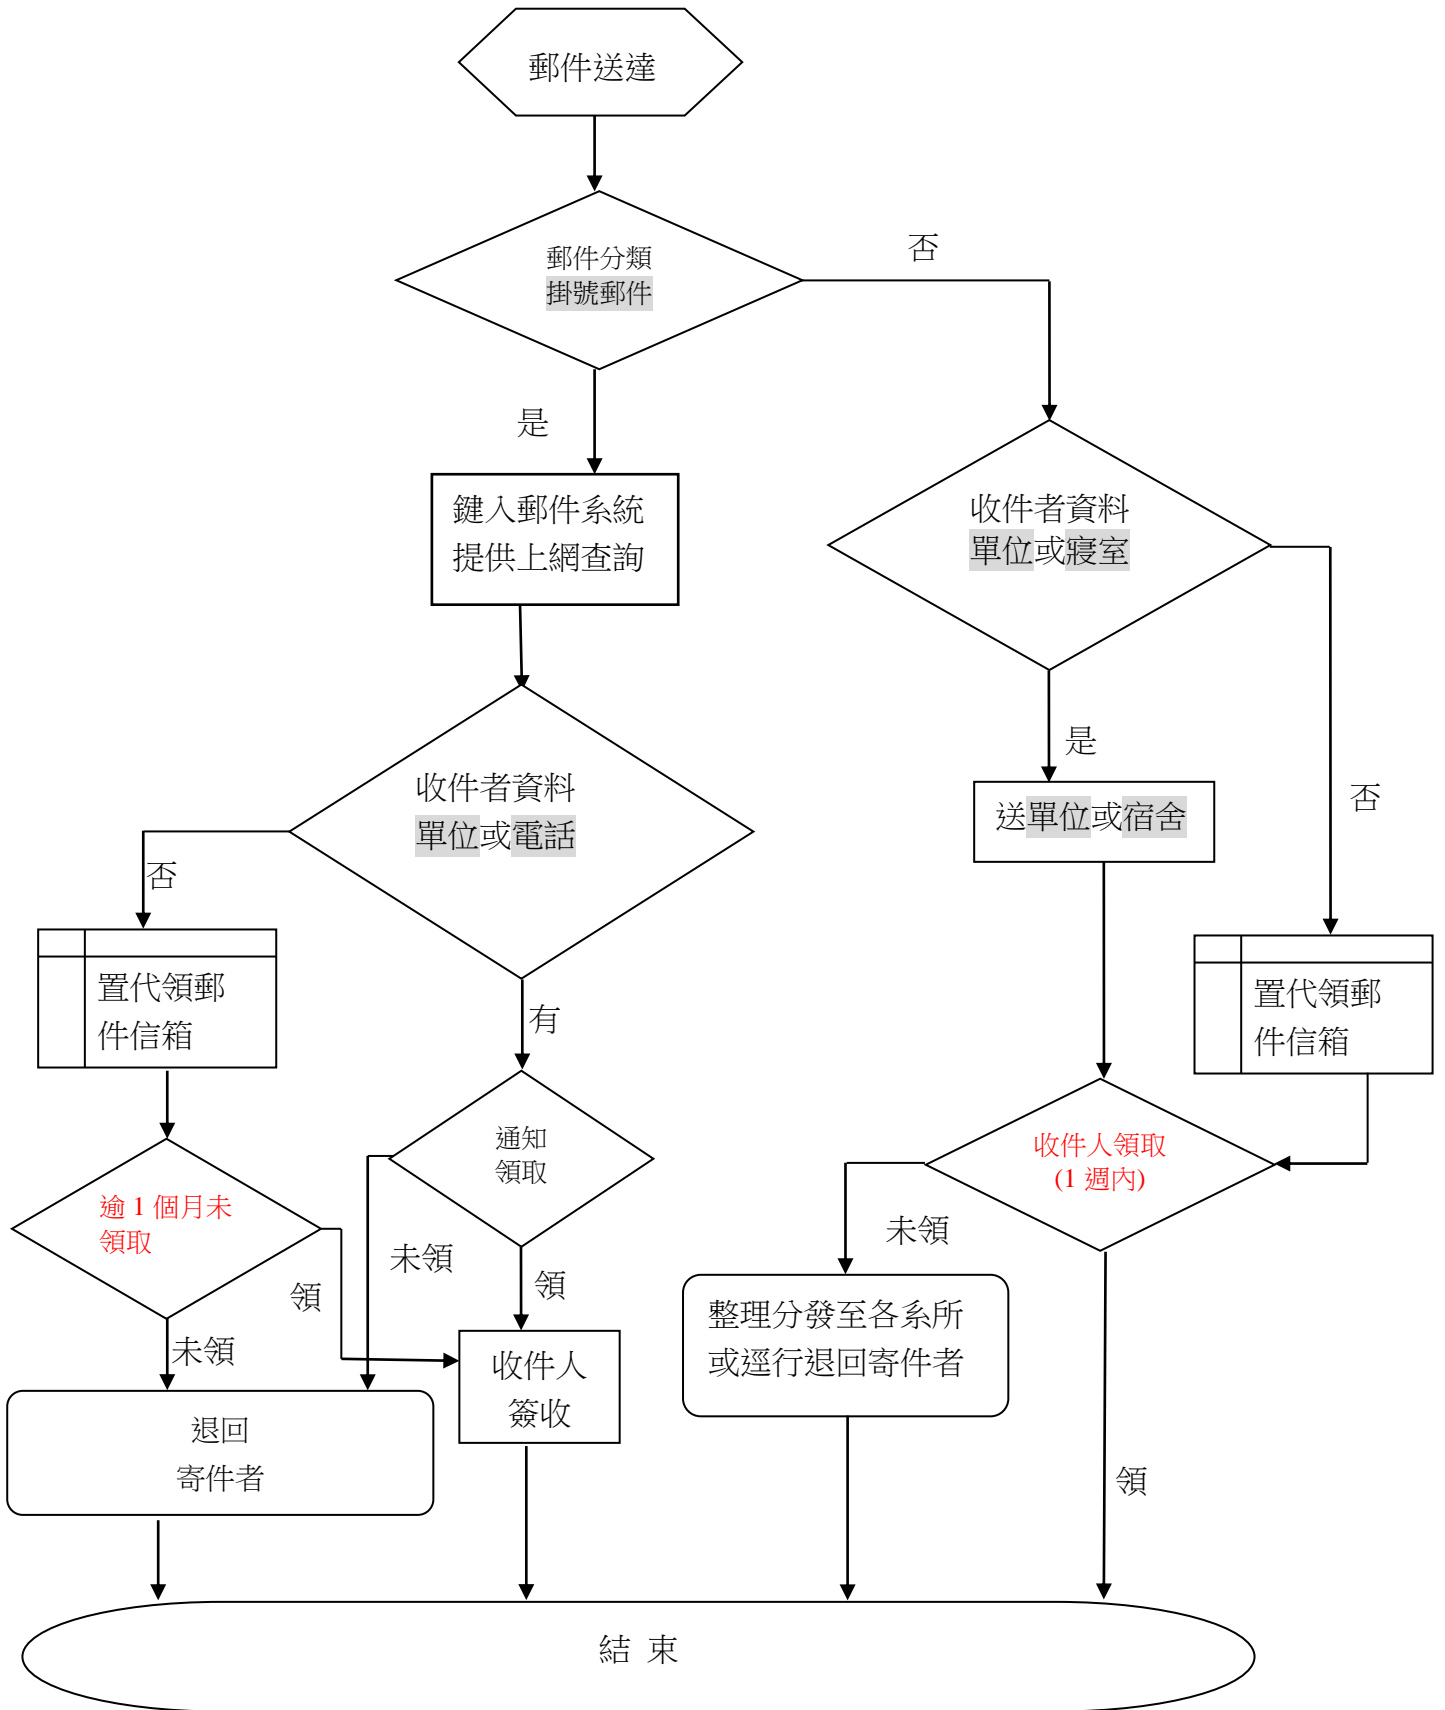 郵件送達
郵件分類
掛號郵件
否
是
鍵入郵件系統
提供上網查詢
收件者資料
單位或寢室
是
否
送單位或宿舍
收件者資料
單位或電話
否
有
置代領郵
件信箱
置代領郵
件信箱
通知
領取
收件人領取
(1 週內)
逾 1 個月未
領取
未領
領
未領
領
未領
收件人
簽收
整理分發至各系所
或逕行退回寄件者
退回
寄件者
領
結 束